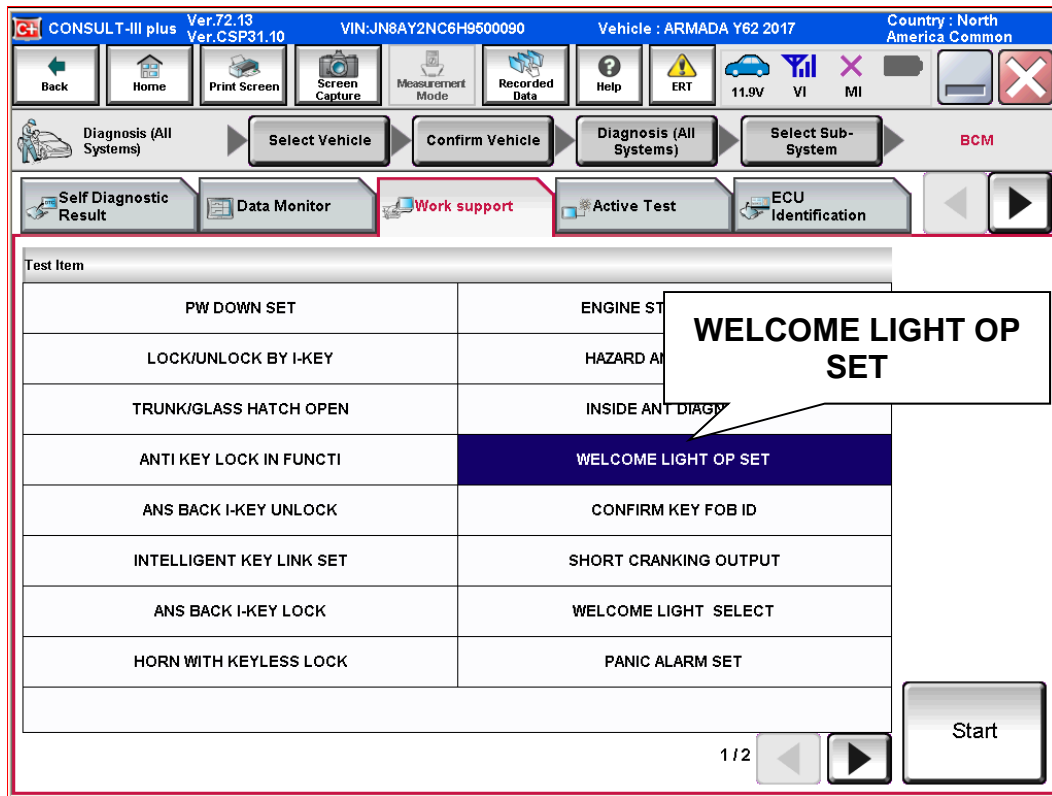 C+ CONSULT-III plus Ver.72.13 VIN:JN8AY2NC6H9500090 Vehicle : ARMADA Y62 2017 Country : North
Ver.CSP31.10 America Common
Back Home Print Screen Screen Capture Measurement Mode Recorded Data Help ERT 11.9V VI MI
Diagnosis (All Systems) Select Vehicle Confirm Vehicle Diagnosis (All Systems) Select Sub-System BCM
Self Diagnostic Result Data Monitor Work support Active Test ECU Identification
Test Item
PW DOWN SET ENGINE ST
WELCOME LIGHT OP
SET
LOCK/UNLOCK BY I-KEY HAZARD
TRUNK/GLASS HATCH OPEN INSIDE ANT DIAGN
ANTI KEY LOCK IN FUNCTI WELCOME LIGHT OP SET
ANS BACK I-KEY UNLOCK CONFIRM KEY FOB ID
INTELLIGENT KEY LINK SET SHORT CRANKING OUTPUT
ANS BACK I-KEY LOCK WELCOME LIGHT SELECT
HORN WITH KEYLESS LOCK PANIC ALARM SET
Start
1/2